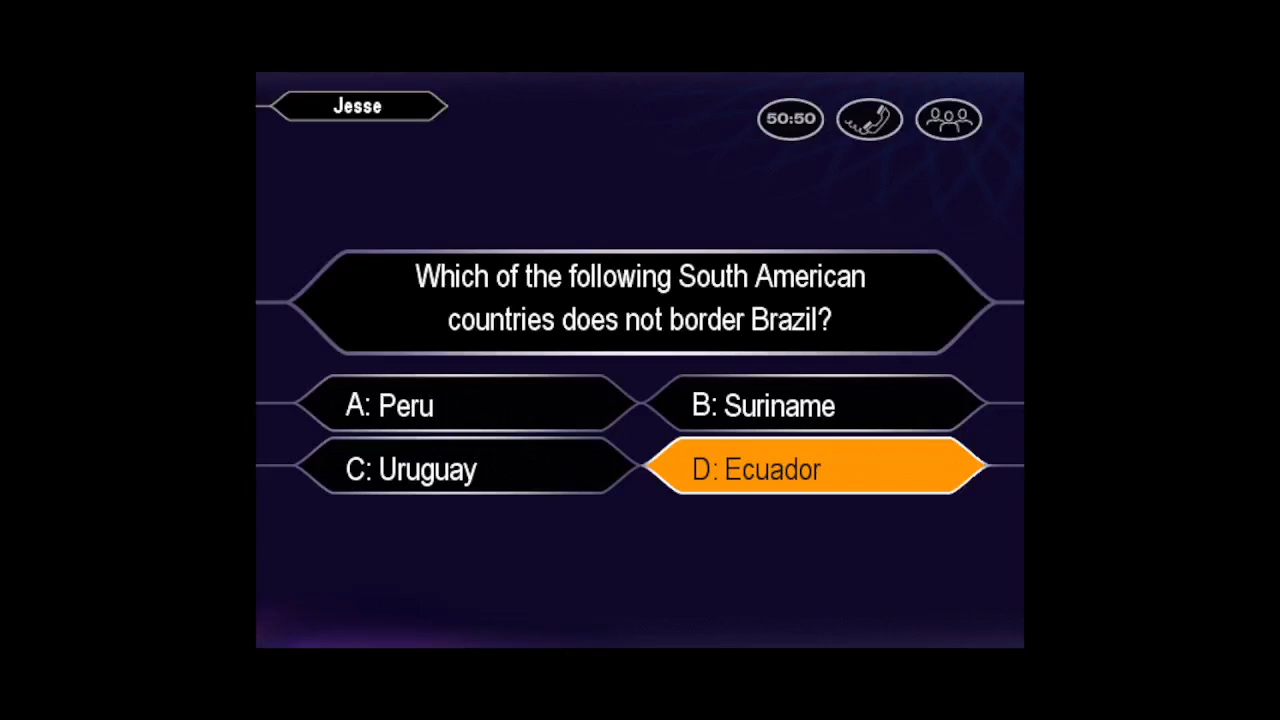 Jesse
50:50
Which of the following South American
countries does not border Brazil?
A: Peru
B: Suriname
C: Uruguay
D: Ecuador